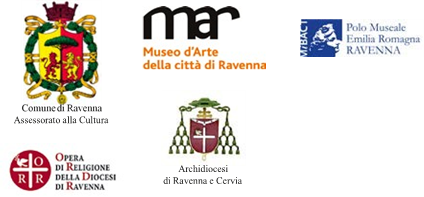 mar
Museo d'Arte
della città di Ravenna
MiBACT
Polo Museale
Emilia Romagna
RAVENNA
Comune di Ravenna
Assessorato alla Cultura
OPERA
DI RELIGIONE
DELLA DIOCESI
DI RAVENNA
O
R R
Archidiocesi
di Ravenna e Cervia